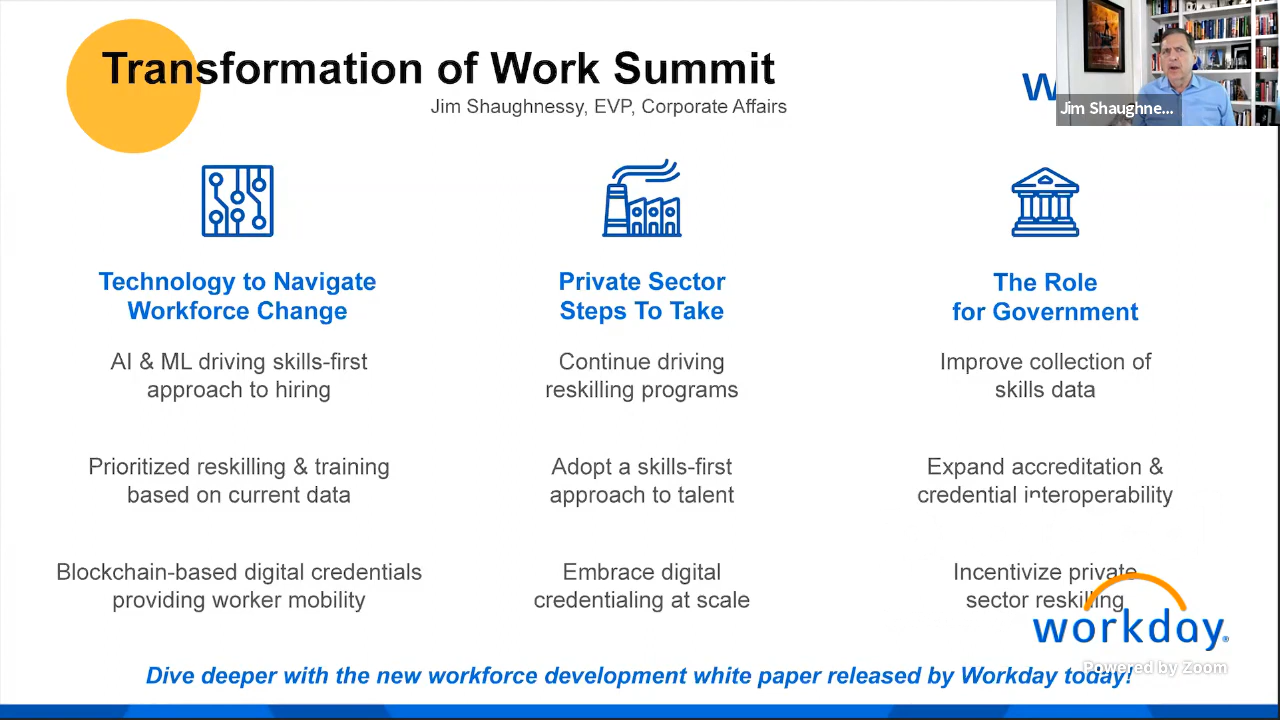 Transformation of Work Summit
Jim Shaughnessy, EVP, Corporate Affairs
W
Jim Shaughne...
Technology to Navigate
Workforce Change
AI & ML driving skills-first
approach to hiring
Prioritized reskilling & training
based on current data
Blockchain-based digital credentials
providing worker mobility
Private Sector
Steps To Take
Continue driving
reskilling programs
Adopt a skills-first
approach to talent
Embrace digital
credentialing at scale
The Role
for Government
Improve collection of
skills data
Expand accreditation &
credential interoperability
Incentivize private
sector reskilling
workday®
Powered by Zoom
Dive deeper with the new workforce development white paper released by Workday today!